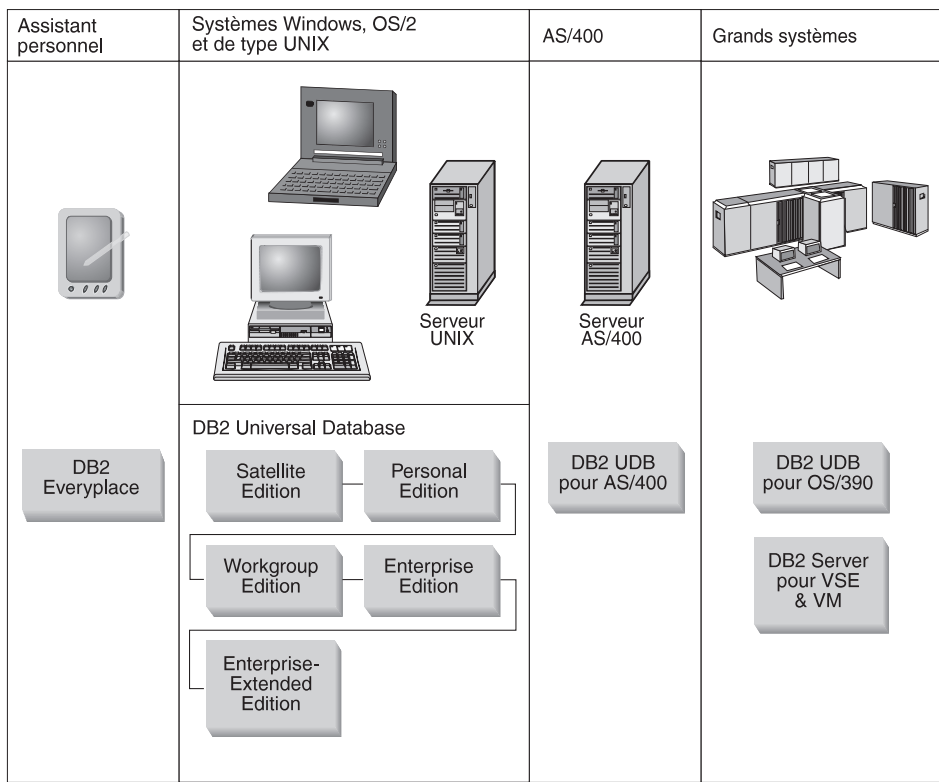 Assistant
personnel
Systèmes Windows, OS/2
et de type UNIX
AS/400
Grands systèmes
Serveur
UNIX
Serveur
AS/400
DB2
Everyplace
DB2 Universal Database
Satellite
Edition
Personal
Edition
Workgroup
Edition
Enterprise
Edition
Enterprise-
Extended
Edition
DB2 UDB
pour AS/400
DB2 UDB
pour OS/390
DB2 Server
pour VSE
& VM